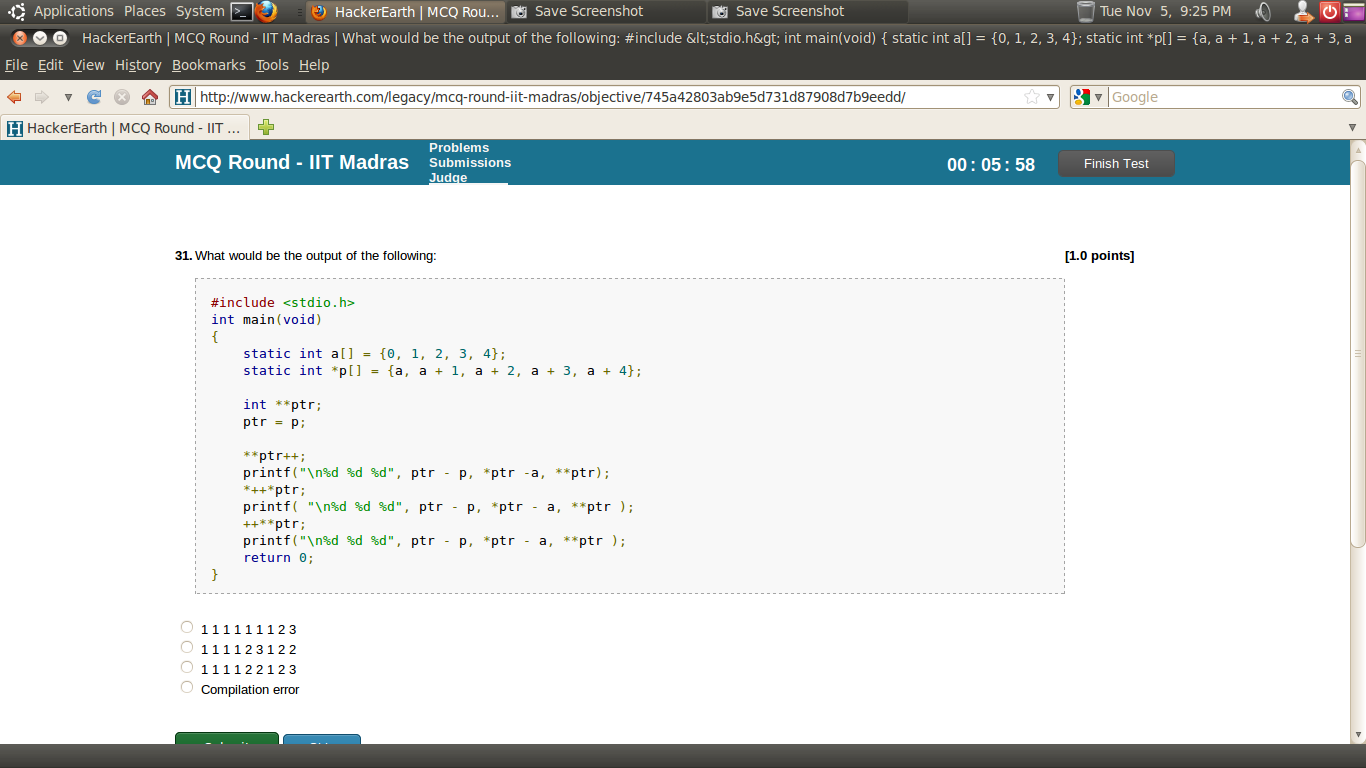 Applications Places System HackerEarth | MCQ Rou... Save Screenshot Save Screenshot Tue Nov 5, 9:25 PM
HackerEarth | MCQ Round - IIT Madras | What would be the output of the following: #include &lt;stdio.h&gt; int main(void) { static int a[] = {0, 1, 2, 3, 4}; static int *p[] = {a, a + 1, a + 2, a + 3, a
File Edit View History Bookmarks Tools Help
http://www.hackerearth.com/legacy/mcq-round-iit-madras/objective/745a42803ab9e5d731d87908d7b9eedd/ Google
HackerEarth | MCQ Round - IIT ...
MCQ Round - IIT Madras
Problems
Submissions
Judge
00 : 05 : 58
Finish Test
31. What would be the output of the following: [1.0 points]
#include <stdio.h>
int main(void)
{
    static int a[] = {0, 1, 2, 3, 4};
    static int *p[] = {a, a + 1, a + 2, a + 3, a + 4};
    int **ptr;
    ptr = p;
    **ptr++;
    printf("\n%d %d %d", ptr - p, *ptr -a, **ptr);
    *++*ptr;
    printf( "\n%d %d %d", ptr - p, *ptr - a, **ptr );
    ++**ptr;
    printf("\n%d %d %d", ptr - p, *ptr - a, **ptr );
    return 0;
}
1 1 1 1 1 1 1 2 3
1 1 1 1 2 3 1 2 2
1 1 1 1 2 2 1 2 3
Compilation error